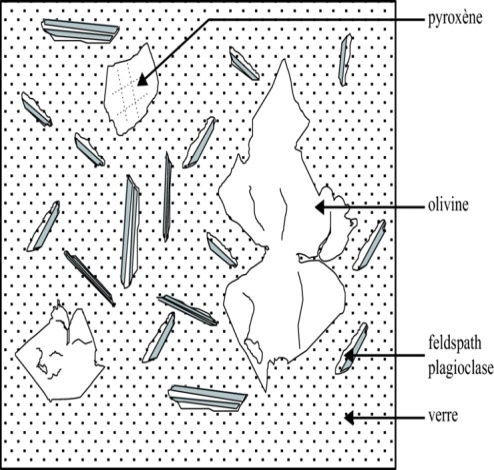 pyroxène
olivine
feldspath
plagioclase
verre